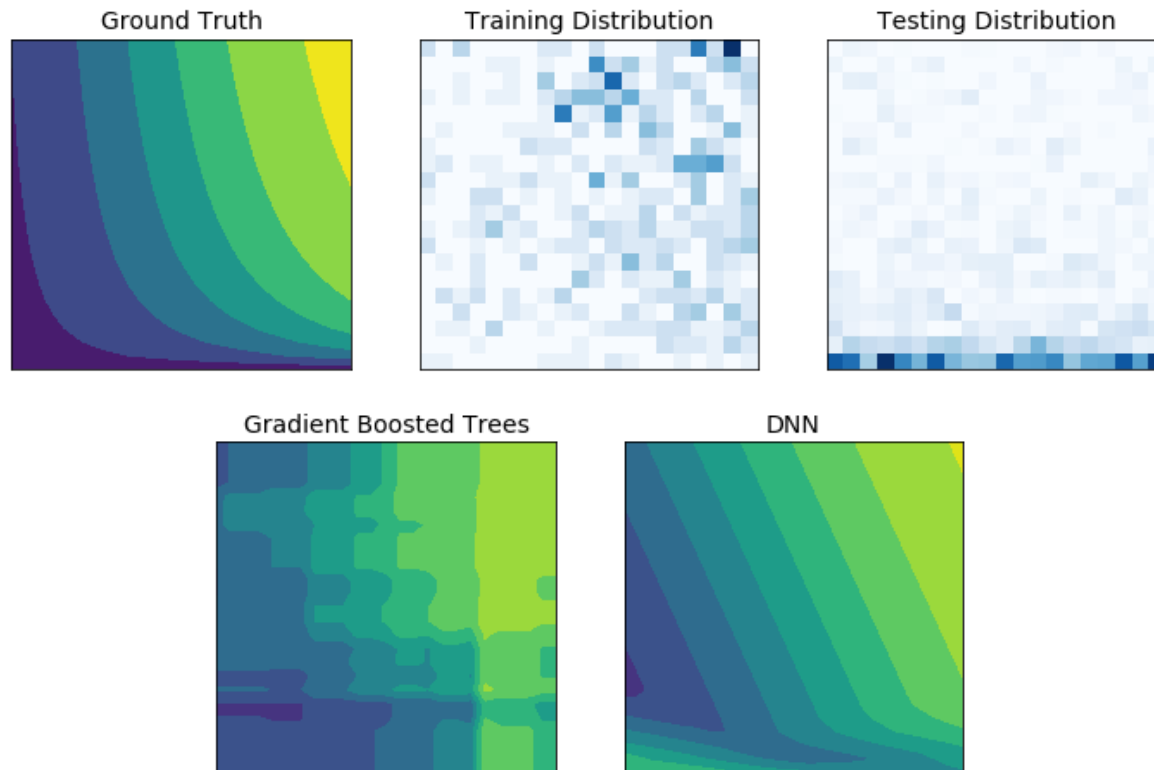 Ground Truth
Training Distribution
Testing Distribution
Gradient Boosted Trees
DNN